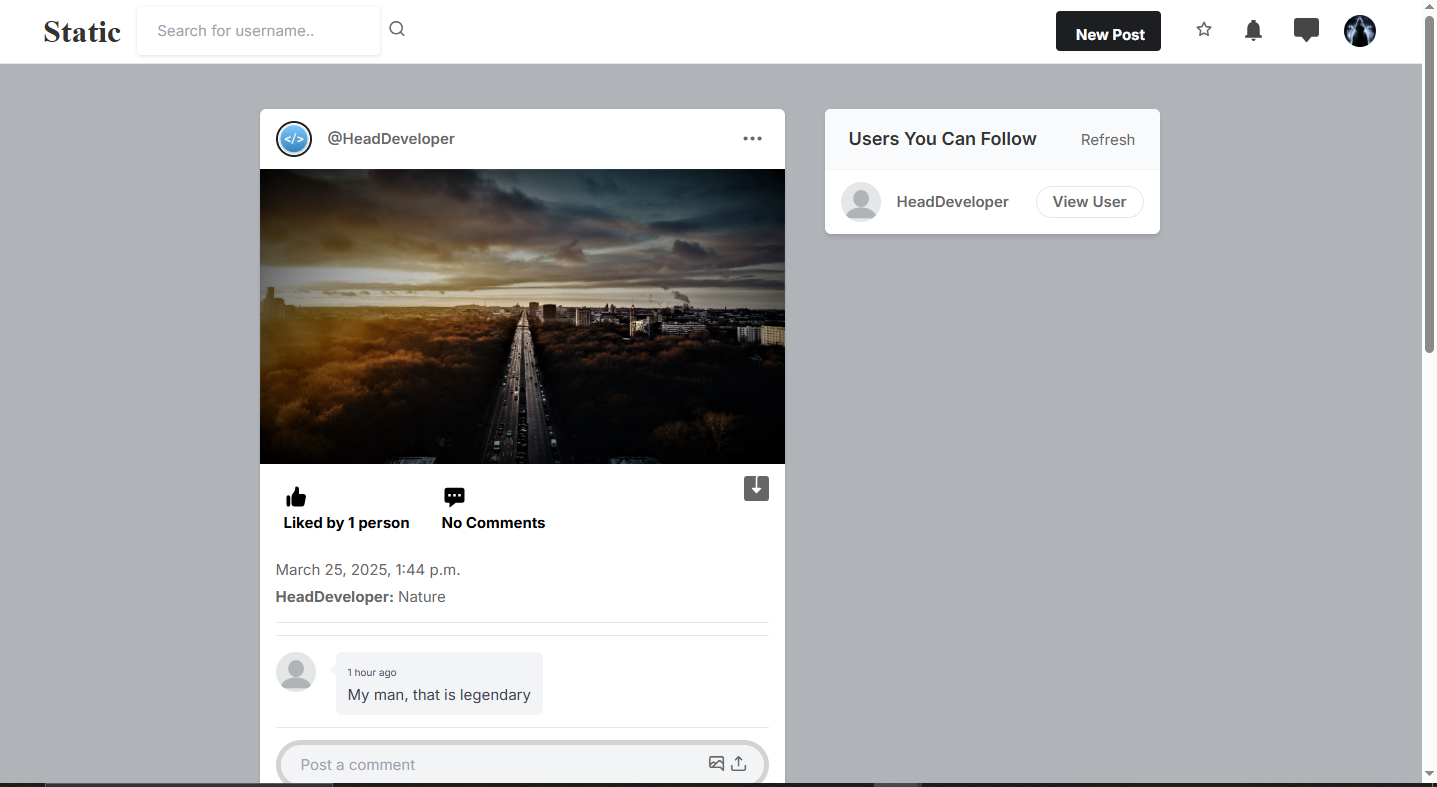 Static
Search for username..
New Post
</>
@HeadDeveloper
Users You Can Follow
Refresh
HeadDeveloper
View User
Liked by 1 person
No Comments
March 25, 2025, 1:44 p.m.
HeadDeveloper: Nature
1 hour ago
My man, that is legendary
Post a comment